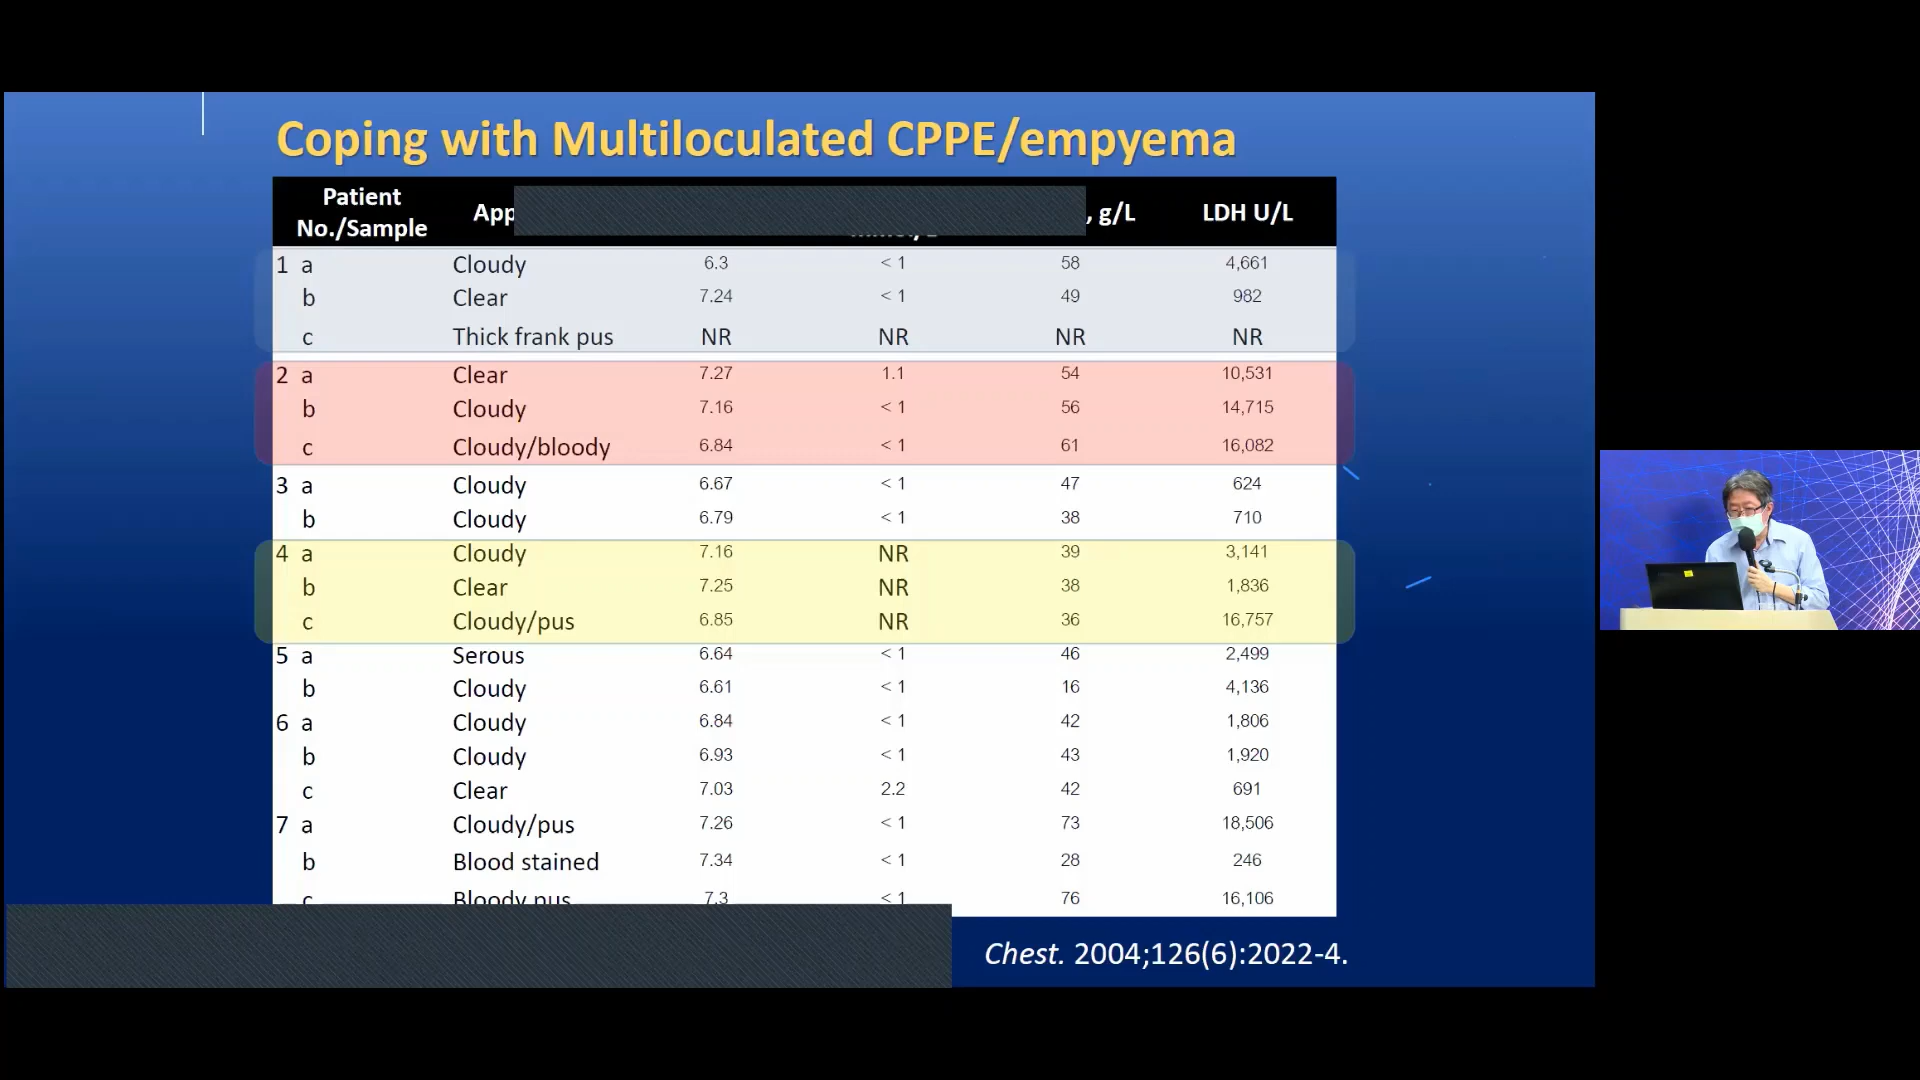 Coping with Multiloculated CPPE/empyema
Patient No./Sample App , g/L LDH U/L
1 a Cloudy 6.3 < 1 58 4,661
b Clear 7.24 < 1 49 982
c Thick frank pus NR NR NR NR
2 a Clear 7.27 1.1 54 10,531
b Cloudy 7.16 < 1 56 14,715
c Cloudy/bloody 6.84 < 1 61 16,082
3 a Cloudy 6.67 < 1 47 624
b Cloudy 6.79 < 1 38 710
4 a Cloudy 7.16 NR 39 3,141
b Clear 7.25 NR 38 1,836
c Cloudy/pus 6.85 NR 36 16,757
5 a Serous 6.64 < 1 46 2,499
b Cloudy 6.61 < 1 16 4,136
6 a Cloudy 6.84 < 1 42 1,806
b Cloudy 6.93 < 1 43 1,920
c Clear 7.03 2.2 42 691
7 a Cloudy/pus 7.26 < 1 73 18,506
b Blood stained 7.34 < 1 28 246
c Bloody pus 7.3 < 1 76 16,106
Chest. 2004;126(6):2022-4.